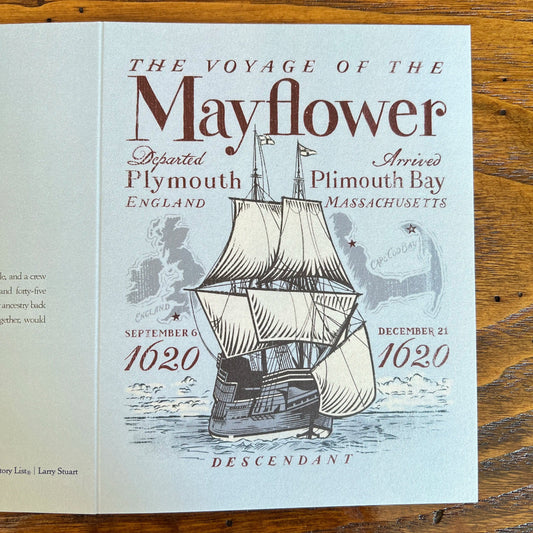 THE VOYAGE OF THE
Mayflower
Departed
Plymouth
ENGLAND
Arrived
Plimouth Bay
MASSACHUSETTS
ENGLAND
CAPE COD BAY
SEPTEMBER 6
1620
DECEMBER 21
1620
DESCENDANT
and a crew
and forty-five
ancestry back
would
tory List® | Larry Stuart